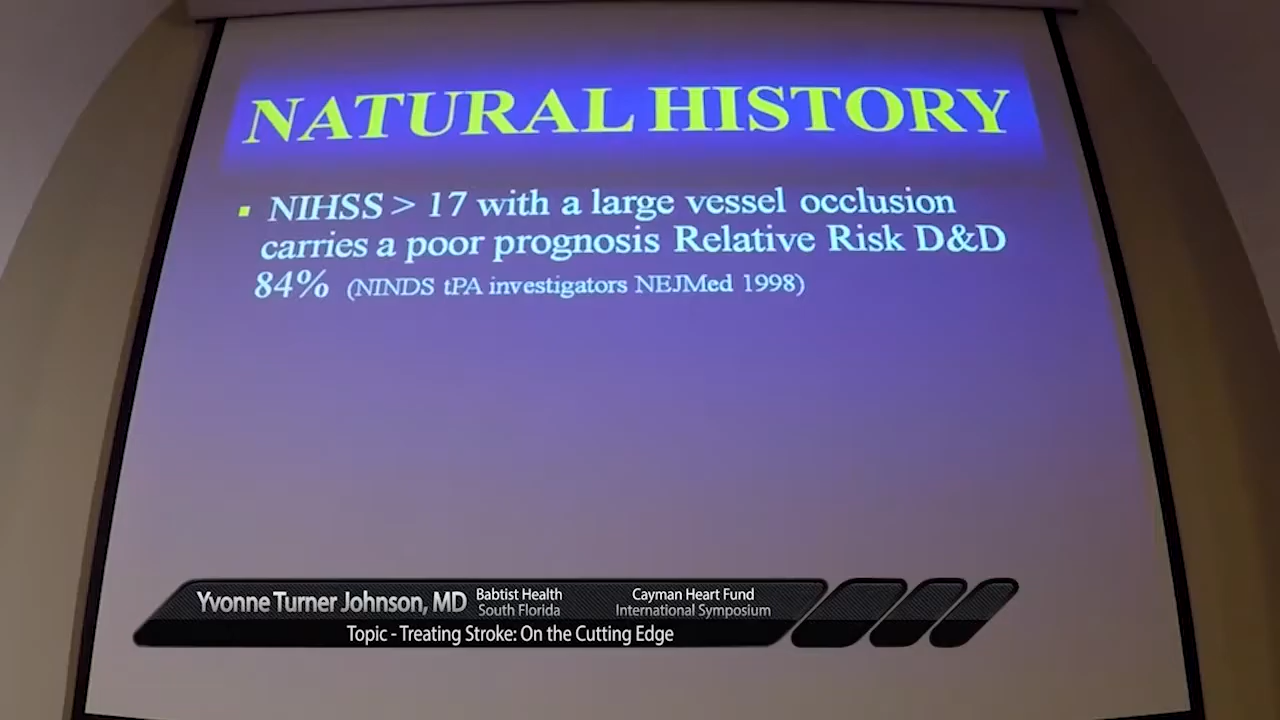 NATURAL HISTORY
▪ NIHSS > 17 with a large vessel occlusion
carries a poor prognosis Relative Risk D&D
84% (NINDS tPA investigators NEJMed 1998)
Yvonne Turner Johnson, MD
Babtist Health
South Florida
Cayman Heart Fund
International Symposium
Topic - Treating Stroke: On the Cutting Edge